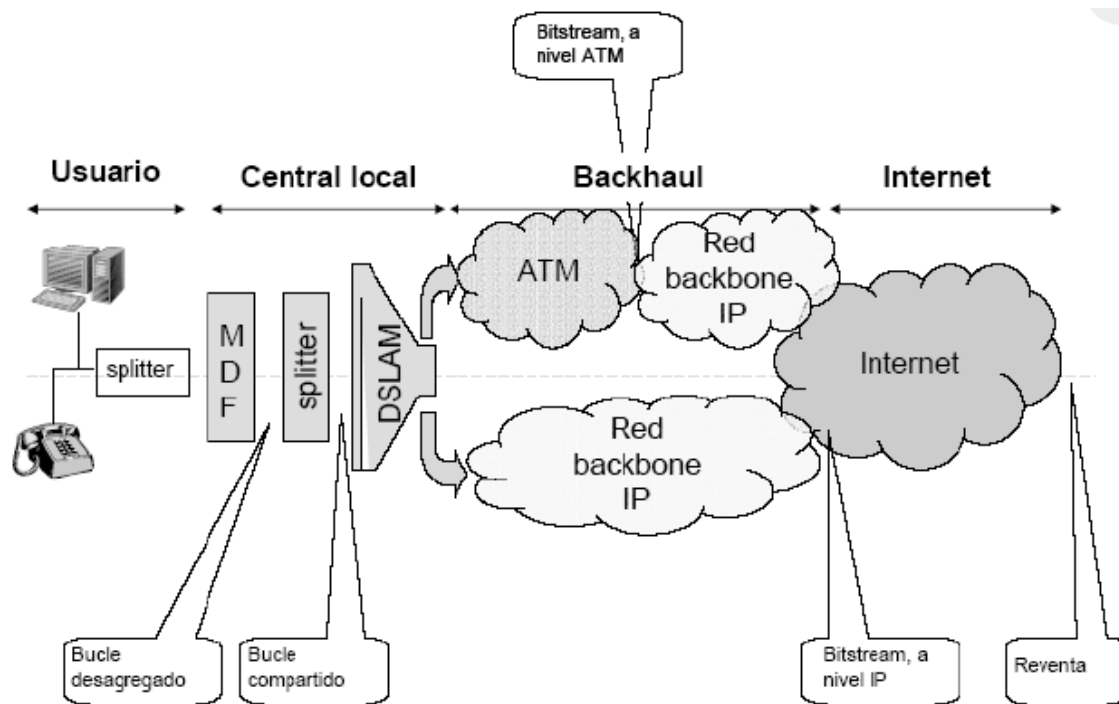 Bitstream, a
nivel ATM
Usuario
Central local
Backhaul
Internet
splitter
M
D
F
splitter
DSLAM
ATM
Red
backbone
IP
Internet
Red
backbone
IP
Bucle
desagregado
Bucle
compartido
Bitstream, a
nivel IP
Reventa